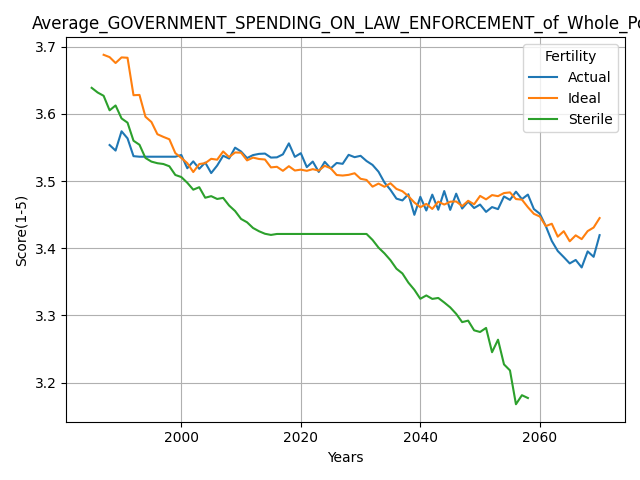 Average_GOVERNMENT_SPENDING_ON_LAW_ENFORCEMENT_of_Whole_Po
3.7
3.6
3.5
3.4
3.3
3.2
Score(1-5)
Fertility
Actual
Ideal
Sterile
2000 2020 2040 2060
Years